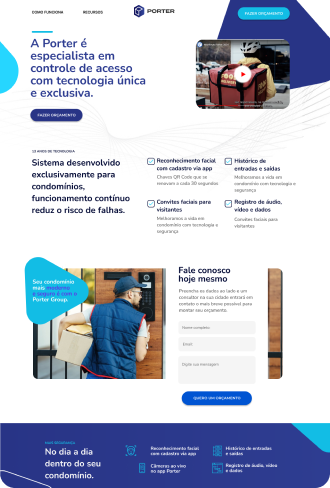 COMO FUNCIONA
RECURSOS
PORTER
FAZER ORÇAMENTO
A Porter é
especialista em
controle de acesso
com tecnologia única
e exclusiva.
FAZER ORÇAMENTO
Sistema desenvolvido
exclusivamente para
condomínios,
funcionamento contínuo
reduz o risco de falhas.
Reconhecimento facial
com cadastro via app
Chaves QR Code que se
renovam a cada 30 segundos
Histórico de
entradas e saídas
Melhoramos a vida em
condomínio com tecnologia e
segurança
Convites faciais para
visitantes
Melhoramos a vida em
condomínio com tecnologia e
segurança
Registro de áudio,
vídeo e dados
Convites faciais para
visitantes
Seu condomínio
mais moderno
e seguro é com o
Porter Group.
Fale conosco
hoje mesmo
Preencha os dados ao lado e um
consultor na sua cidade entrará em
contato o mais breve possível para
montar seu orçamento.
Nome completo
Email
Digite sua mensagem
QUERO UM ORÇAMENTO
MAIS SEGURANÇA
No dia a dia
dentro do seu
condomínio.
Reconhecimento facial
com cadastro via app
Histórico de entradas
e saídas
Câmeras ao vivo
no app Porter
Registro de áudio, vídeo
e dados